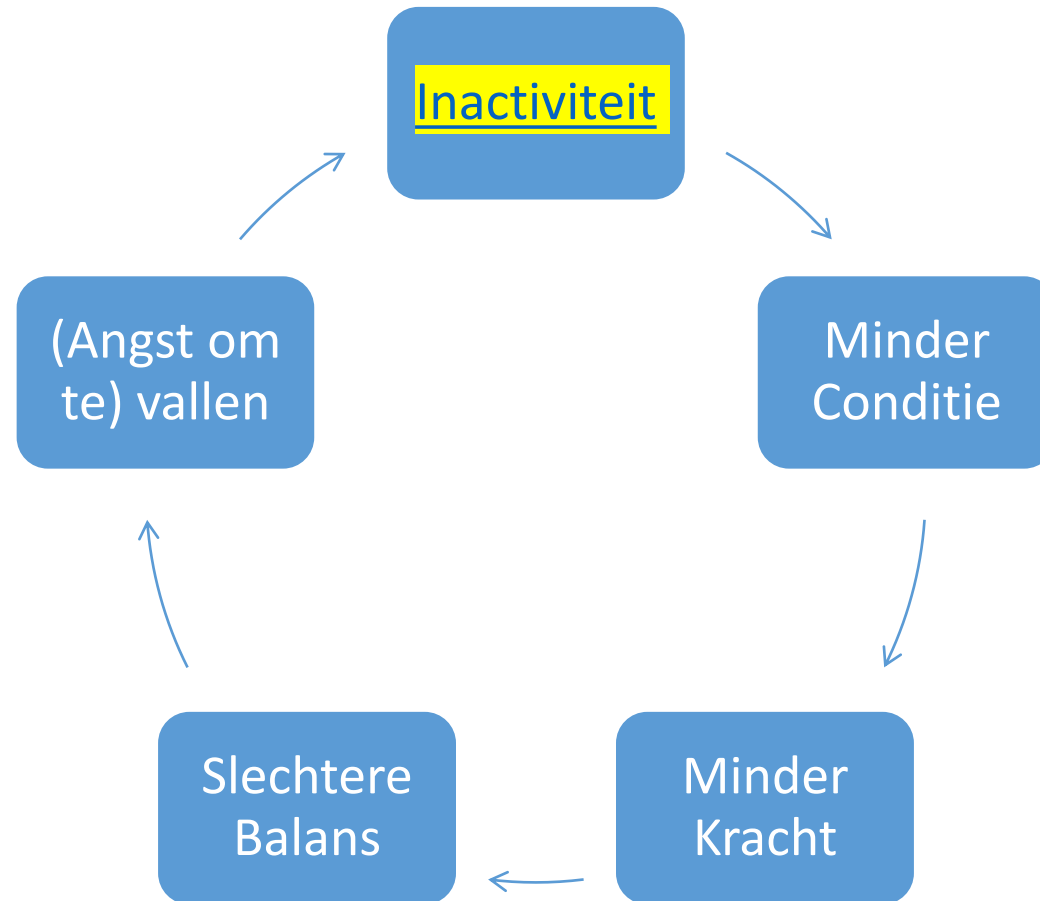 Inactiviteit
Minder
Conditie
Minder
Kracht
Slechtere
Balans
(Angst om
te) vallen